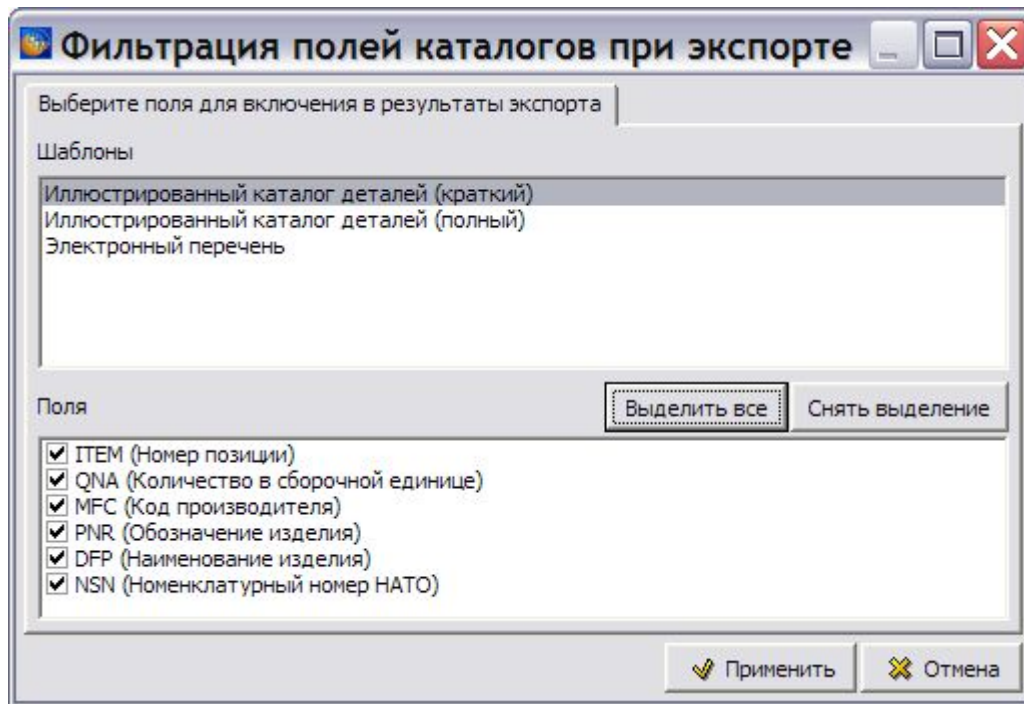 Фильтрация полей каталогов при экспорте
Выберите поля для включения в результаты экспорта
Шаблоны
Иллюстрированный каталог деталей (краткий)
Иллюстрированный каталог деталей (полный)
Электронный перечень
Поля
Выделить все
Снять выделение
ITEM (Номер позиции)
QNA (Количество в сборочной единице)
MFC (Код производителя)
PNR (Обозначение изделия)
DFP (Наименование изделия)
NSN (Номенклатурный номер НАТО)
Применить
Отмена